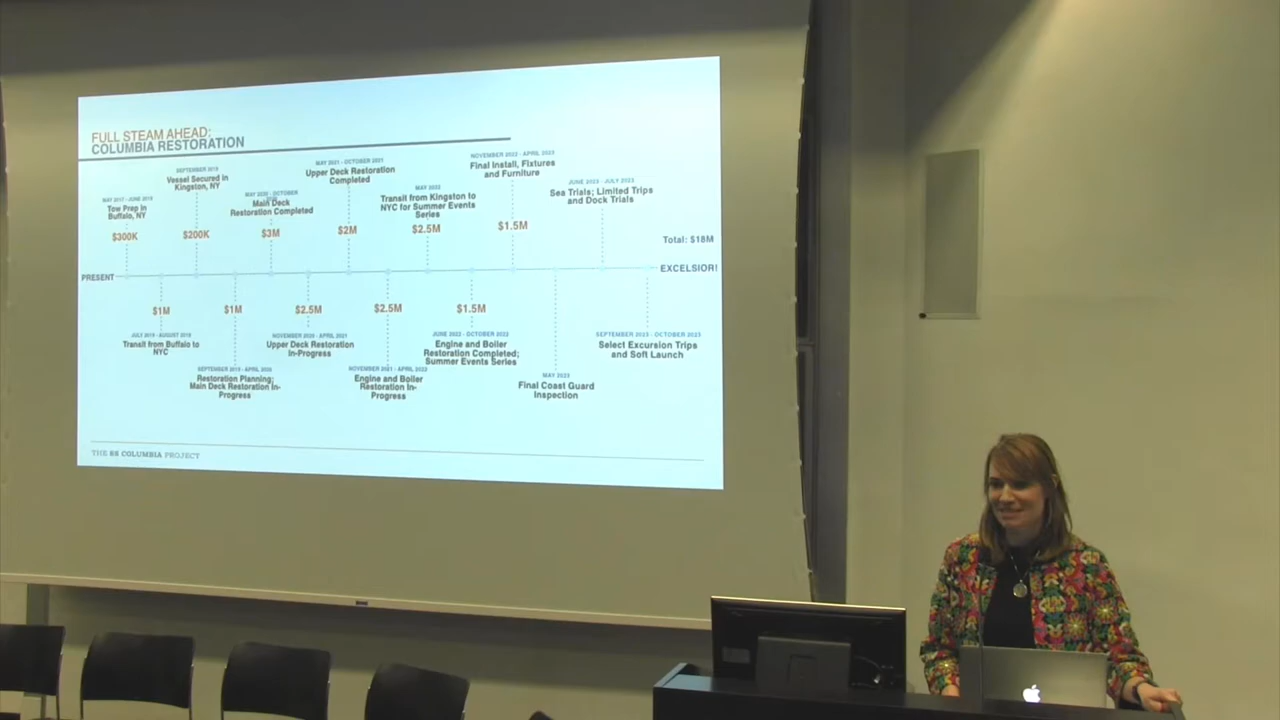 FULL STEAM AHEAD:
COLUMBIA RESTORATION
MAY 2017 - JUNE 2019
Tow Prep in
Buffalo, NY
$300K
SEPTEMBER 2019
Vessel Secured in
Kingston, NY
$200K
MAY 2020 - OCTOBER
Main Deck
Restoration Completed
$3M
MAY 2021 - OCTOBER 2021
Upper Deck Restoration
Completed
$2M
MAY 2022
Transit from Kingston to
NYC for Summer Events
Series
$2.5M
NOVEMBER 2022 - APRIL 2023
Final Install, Fixtures
and Furniture
$1.5M
JUNE 2023 - JULY 2023
Sea Trials; Limited Trips
and Dock Trials
Total: $18M
PRESENT
EXCELSIOR!
$1M
JULY 2019 - AUGUST 2019
Transit from Buffalo to
NYC
$1M
SEPTEMBER 2019 - APRIL 2020
Restoration Planning;
Main Deck Restoration In-
Progress
$2.5M
NOVEMBER 2020 - APRIL 2021
Upper Deck Restoration
In-Progress
$2.5M
NOVEMBER 2021 - APRIL 2022
Engine and Boiler
Restoration In-
Progress
$1.5M
JUNE 2022 - OCTOBER 2022
Engine and Boiler
Restoration Completed;
Summer Events Series
MAY 2023
Final Coast Guard
Inspection
SEPTEMBER 2023 - OCTOBER 2023
Select Excursion Trips
and Soft Launch
THE SS COLUMBIA PROJECT